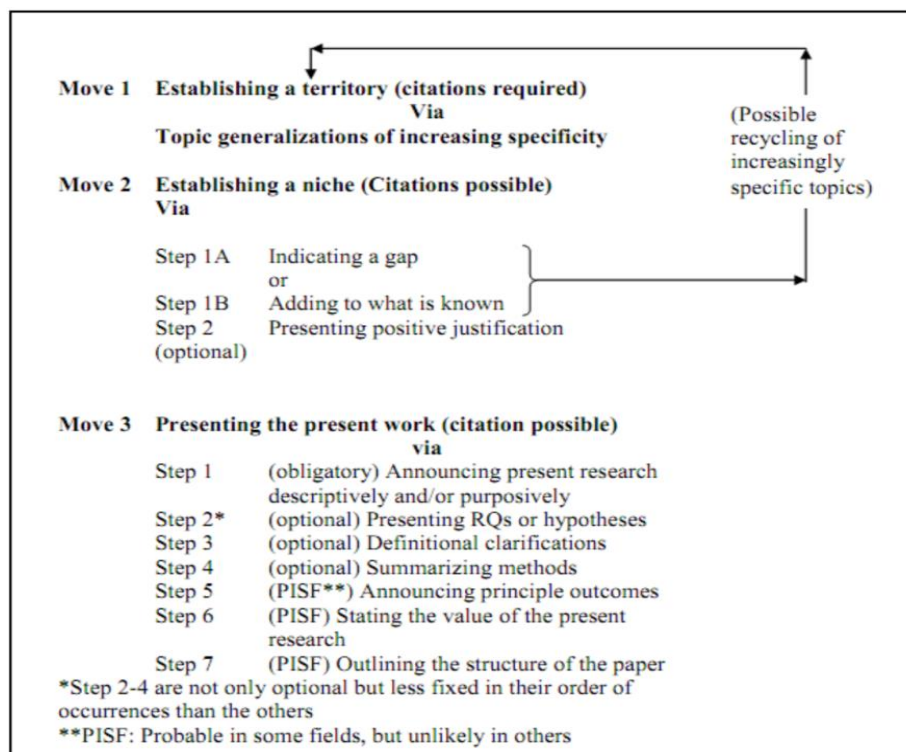 Move 1 Establishing a territory (citations required)
Via
Topic generalizations of increasing specificity
(Possible
recycling of
increasingly
specific topics)
Move 2 Establishing a niche (Citations possible)
Via
Step 1A Indicating a gap
or
Step 1B Adding to what is known
Step 2 Presenting positive justification
(optional)
Move 3 Presenting the present work (citation possible)
via
Step 1 (obligatory) Announcing present research
descriptively and/or purposively
Step 2* (optional) Presenting RQs or hypotheses
Step 3 (optional) Definitional clarifications
Step 4 (optional) Summarizing methods
Step 5 (PISF**) Announcing principle outcomes
Step 6 (PISF) Stating the value of the present
research
Step 7 (PISF) Outlining the structure of the paper
*Step 2-4 are not only optional but less fixed in their order of
occurrences than the others
**PISF: Probable in some fields, but unlikely in others